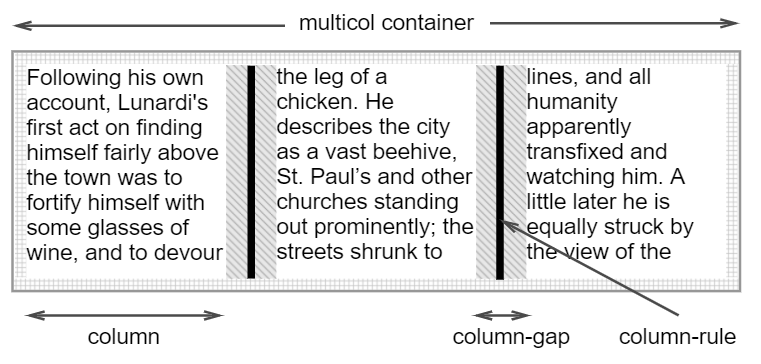 multicol container
Following his own
account, Lunardi's
first act on finding
himself fairly above
the town was to
fortify himself with
some glasses of
wine, and to devour
the leg of a
chicken. He
describes the city
as a vast beehive,
St. Paul’s and other
churches standing
out prominently; the
streets shrunk to
lines, and all
humanity
apparently
transfixed and
watching him. A
little later he is
equally struck by
the view of the
column
column-gap
column-rule